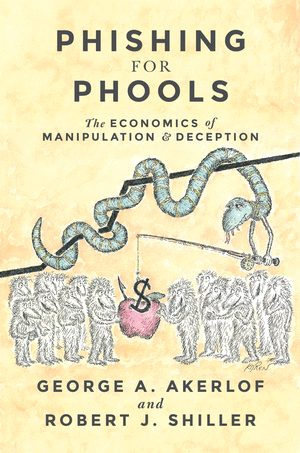 PHISHING
FOR
PHOOLS
The ECONOMICS of
MANIPULATION & DECEPTION
$
GEORGE A. AKERLOF
and
ROBERT J. SHILLER